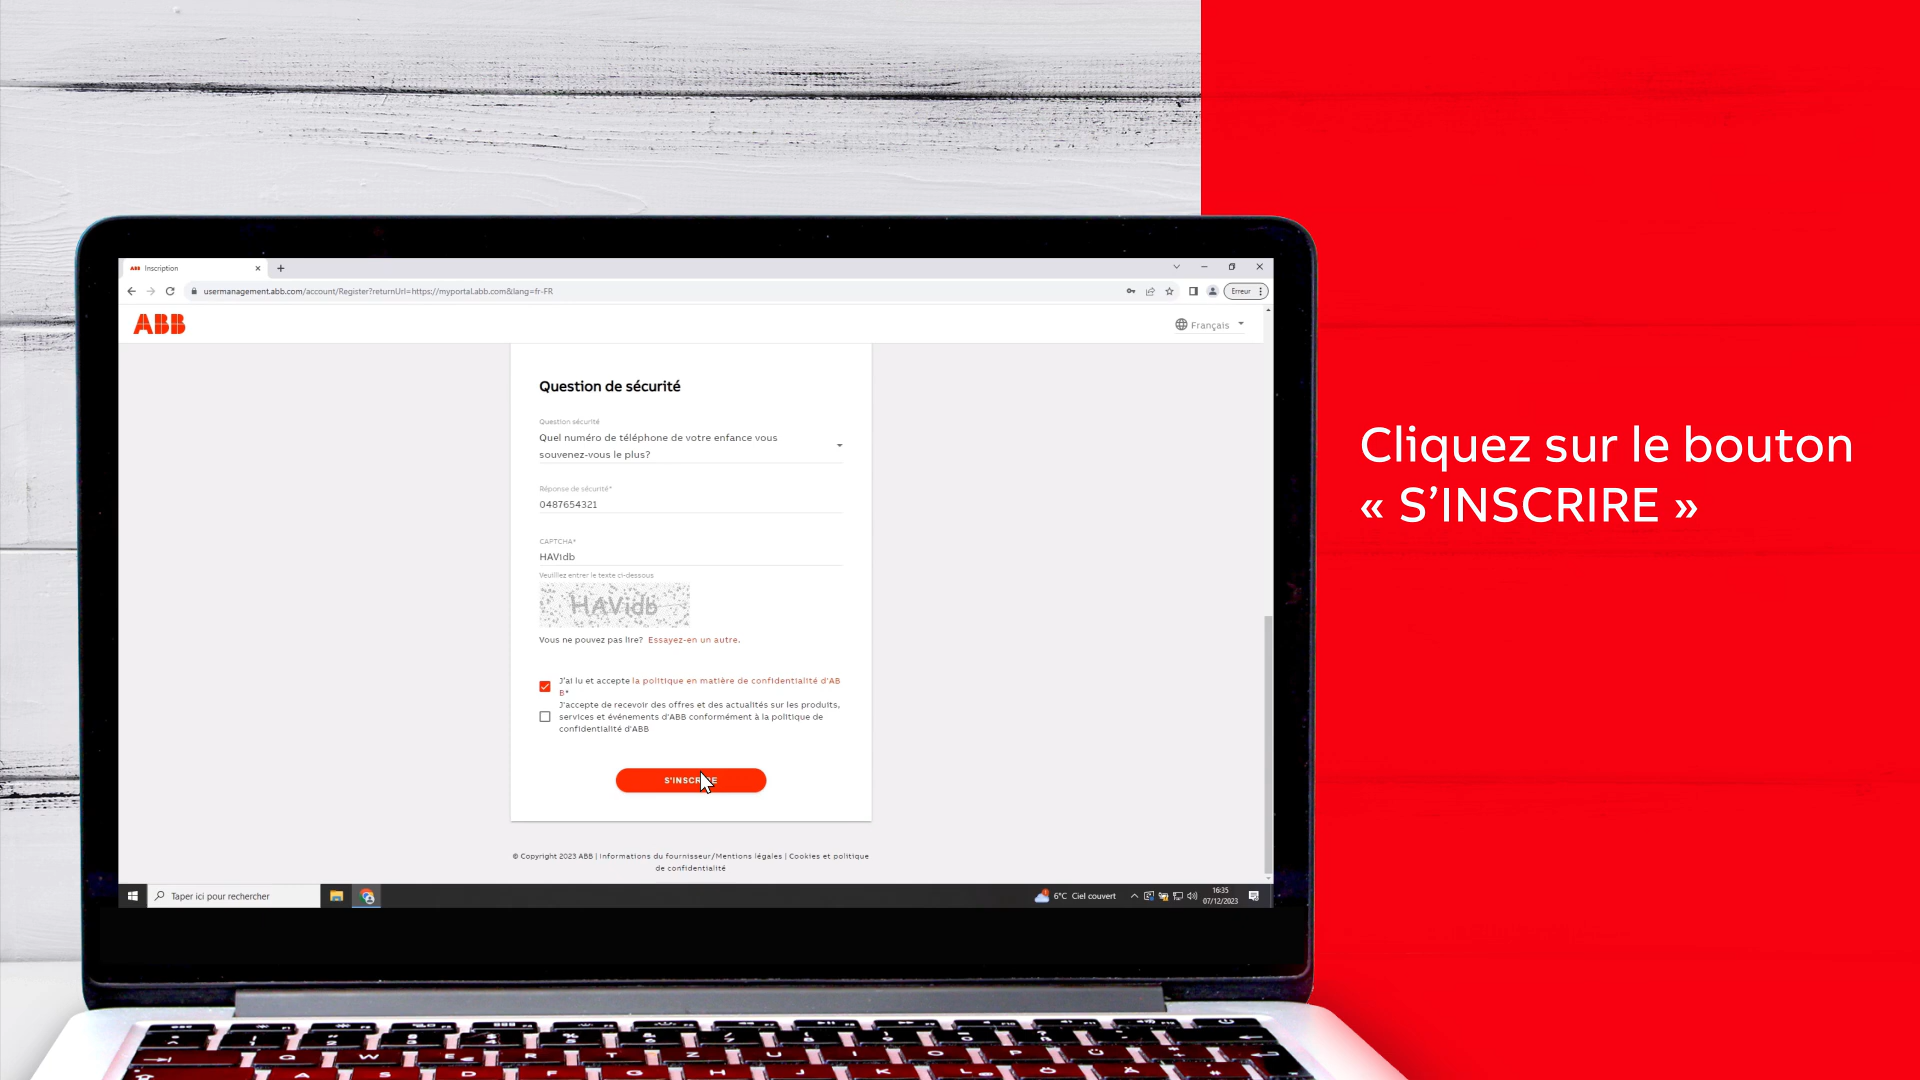 ABB Inscription
usermanagement.abb.com/account/Register?returnUrl=https://myportal.abb.com&lang=fr-FR
Erreur
ABB
Français
Question de sécurité
Question sécurité
Quel numéro de téléphone de votre enfance vous
souvenez-vous le plus?
Réponse de sécurité*
0487654321
CAPTCHA*
HAVidb
Veuillez entrer le texte ci-dessous
HAVidb
Vous ne pouvez pas lire? Essayez-en un autre.
J'ai lu et accepte la politique en matière de confidentialité d'AB
B*
J'accepte de recevoir des offres et des actualités sur les produits,
services et événements d'ABB conformément à la politique de
confidentialité d'ABB
S'INSCRIRE
© Copyright 2023 ABB | Informations du fournisseur/Mentions légales | Cookies et politique
de confidentialité
Taper ici pour rechercher
6°C Ciel couvert
16:35
07/12/2023
Cliquez sur le bouton
« S'INSCRIRE »
Q W E R T Z U I O P Ü
A S D F G H J K L Ö Ä